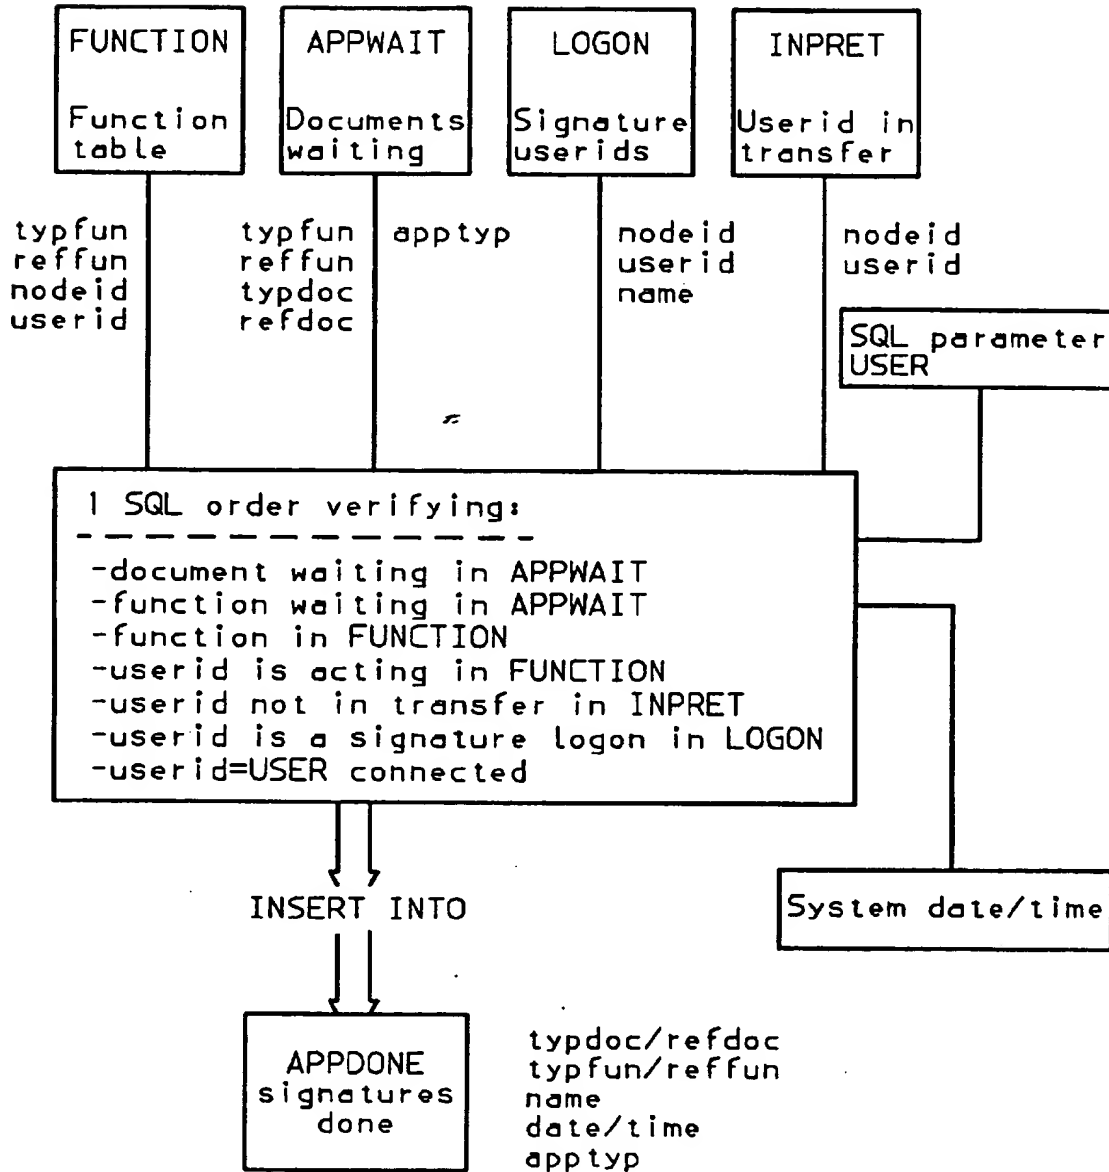 FUNCTION
Function
table
APPWAIT
Documents
waiting
LOGON
Signature
userids
INPRET
Userid in
transfer
typfun
reffun
nodeid
userid
typfun
reffun
typdoc
refdoc
apptyp
nodeid
userid
name
nodeid
userid
SQL parameter
USER
1 SQL order verifying:
-document waiting in APPWAIT
-function waiting in APPWAIT
-function in FUNCTION
-userid is acting in FUNCTION
-userid not in transfer in INPRET
-userid is a signature logon in LOGON
-userid=USER connected
INSERT INTO
System date/time
APPDONE
signatures
done
typdoc/refdoc
typfun/reffun
name
date/time
apptyp